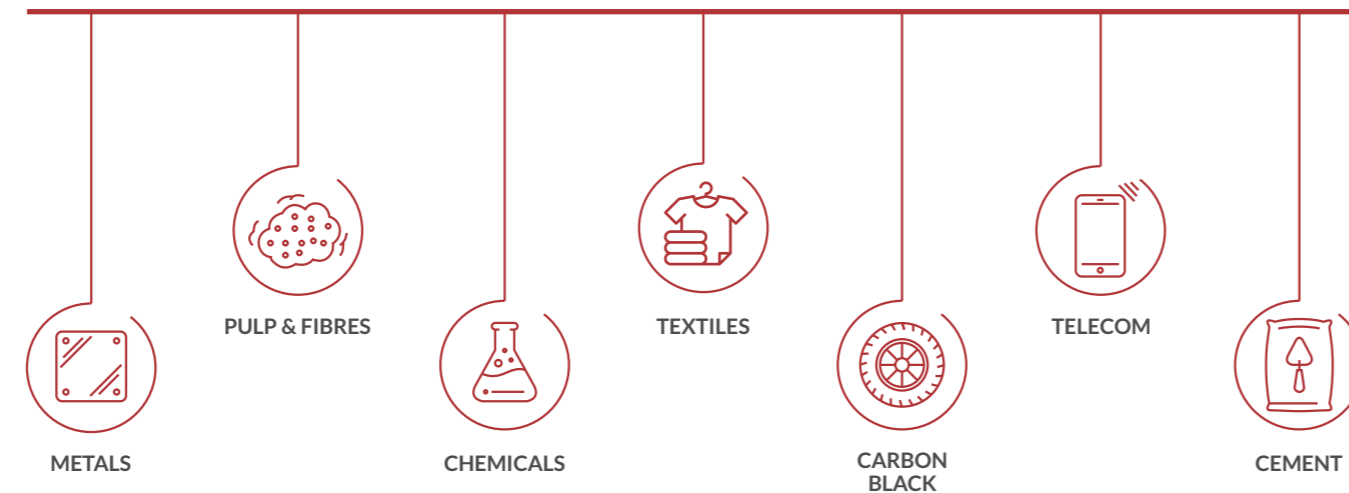 PULP & FIBRES
TEXTILES
TELECOM
METALS
CHEMICALS
CARBON
BLACK
CEMENT